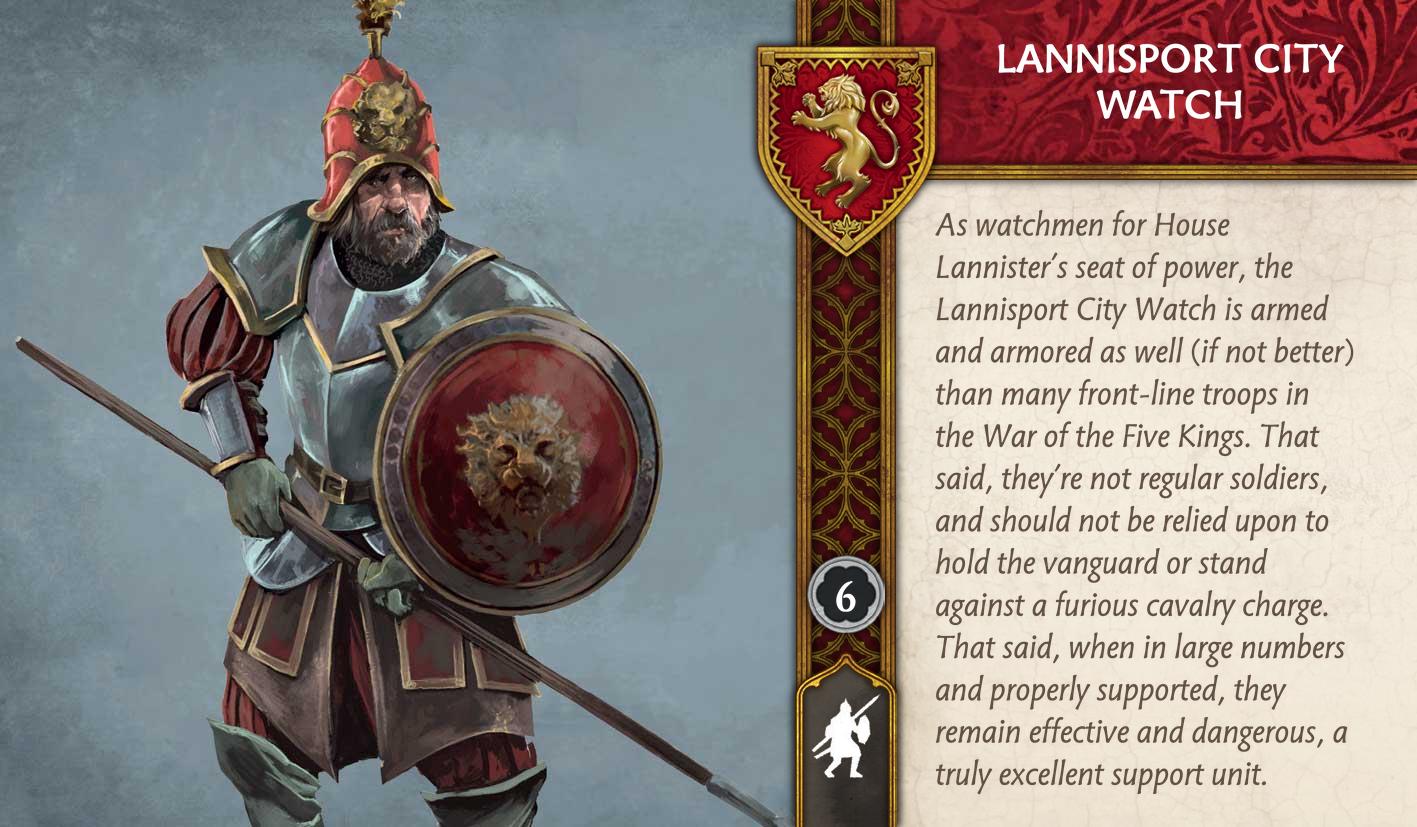 LANNISPORT CITY
WATCH
As watchmen for House
Lannister's seat of power, the
Lannisport City Watch is armed
and armored as well (if not better)
than many front-line troops in
the War of the Five Kings. That
said, they're not regular soldiers,
and should not be relied upon to
hold the vanguard or stand
against a furious cavalry charge.
That said, when in large numbers
and properly supported, they
remain effective and dangerous, a
truly excellent support unit.
6